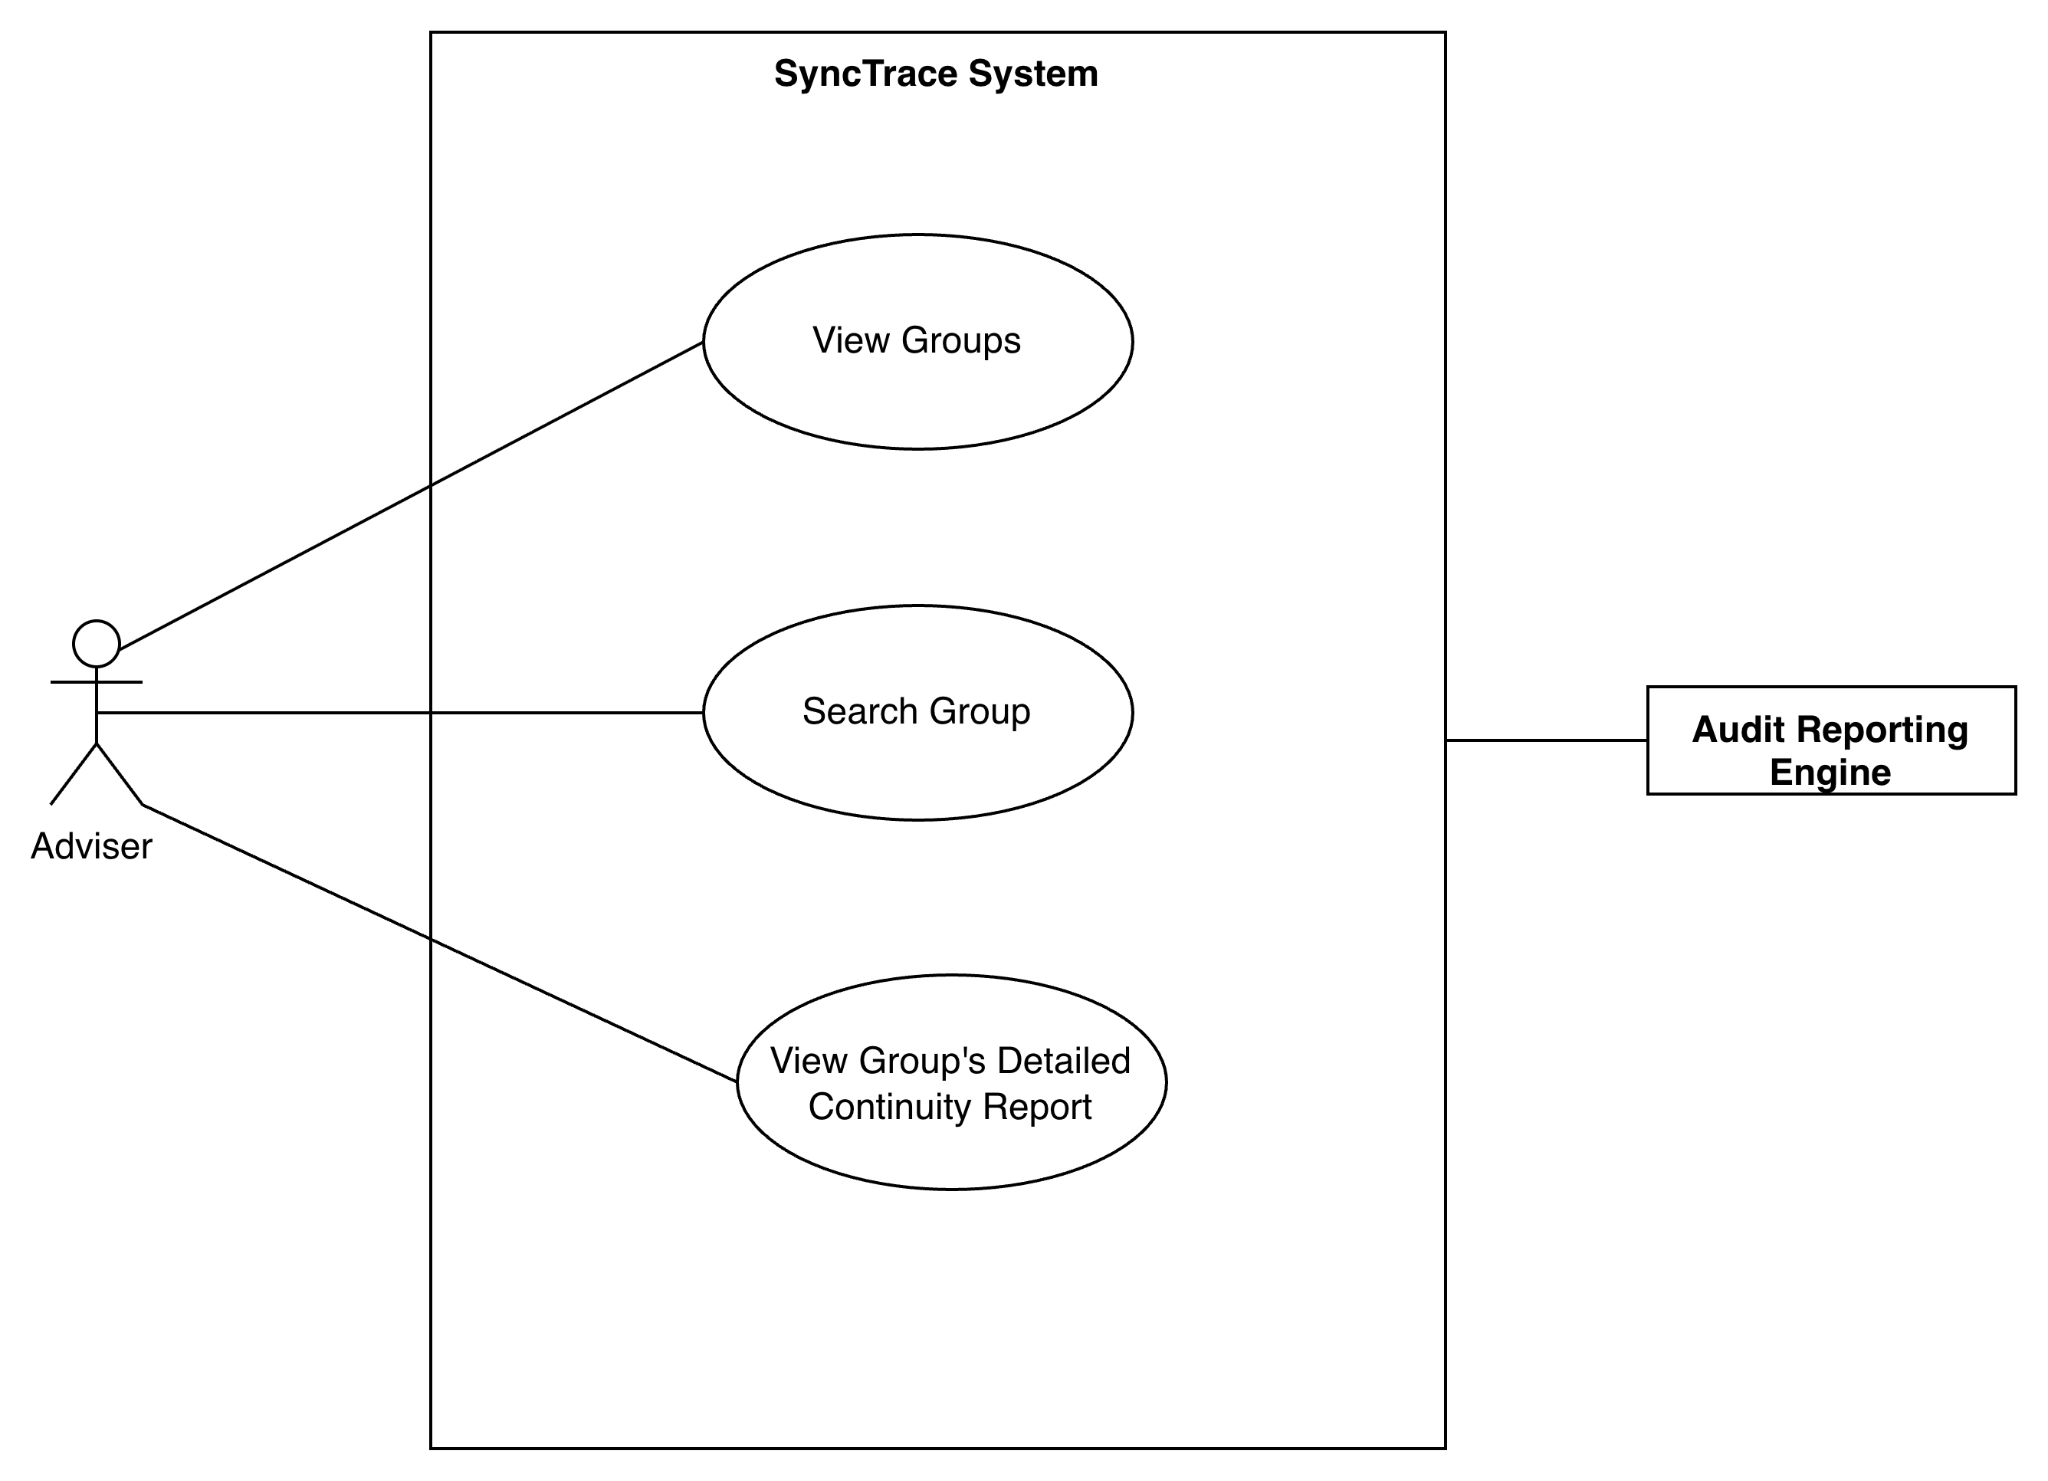 SyncTrace System
View Groups
Search Group
Audit Reporting
Engine
Adviser
View Group's Detailed
Continuity Report